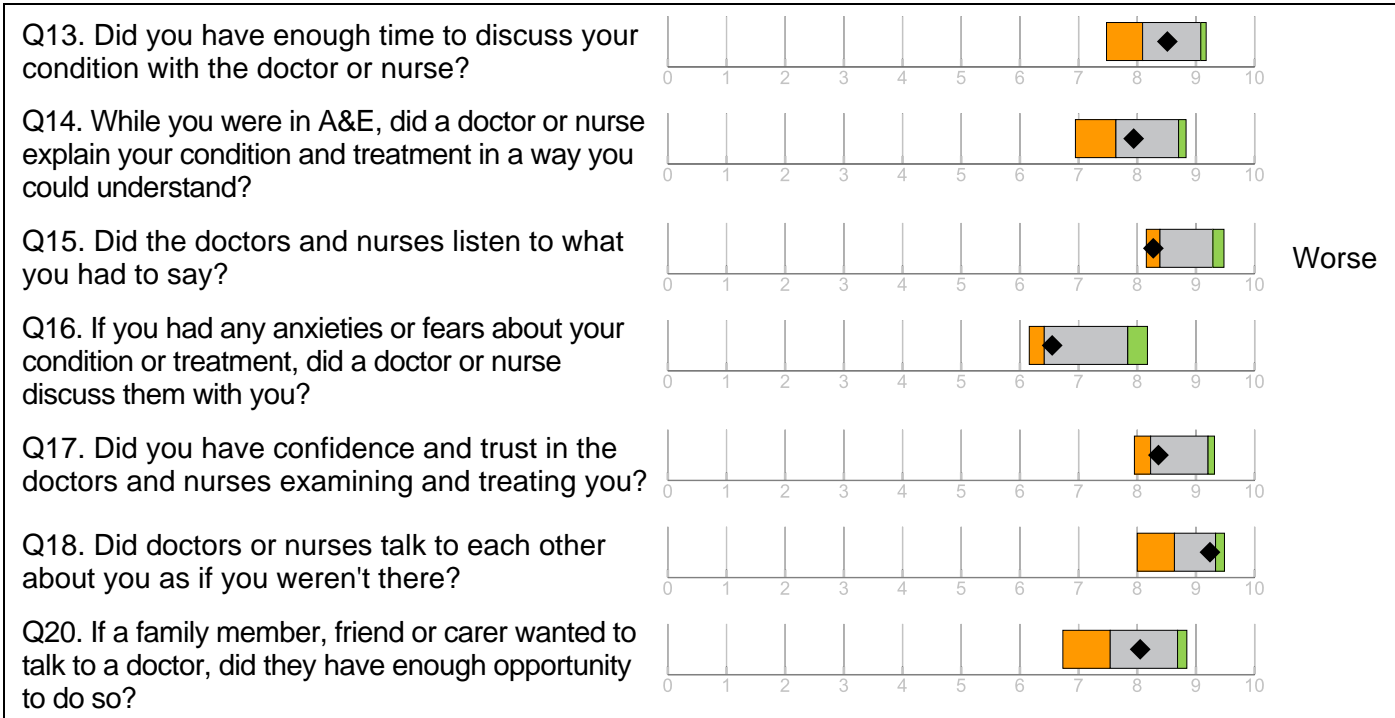 Q13. Did you have enough time to discuss your
condition with the doctor or nurse?
0 1 2 3 4 5 6 7 8 9 10
Q14. While you were in A&E, did a doctor or nurse
explain your condition and treatment in a way you
could understand?
0 1 2 3 4 5 6 7 8 9 10
Q15. Did the doctors and nurses listen to what
you had to say?
Worse
0 1 2 3 4 5 6 7 8 9 10
Q16. If you had any anxieties or fears about your
condition or treatment, did a doctor or nurse
discuss them with you?
0 1 2 3 4 5 6 7 8 9 10
Q17. Did you have confidence and trust in the
doctors and nurses examining and treating you?
0 1 2 3 4 5 6 7 8 9 10
Q18. Did doctors or nurses talk to each other
about you as if you weren't there?
0 1 2 3 4 5 6 7 8 9 10
Q20. If a family member, friend or carer wanted to
talk to a doctor, did they have enough opportunity
to do so?
0 1 2 3 4 5 6 7 8 9 10